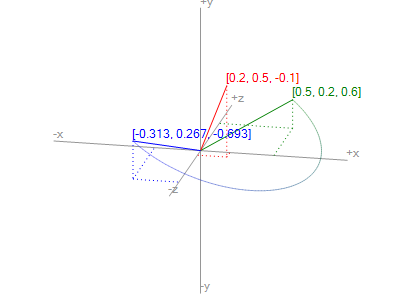 +y
[0.2, 0.5, -0.1]
[0.5, 0.2, 0.6]
+z
-x
[-0.313, 0.267, -0.693]
+x
-z
-y